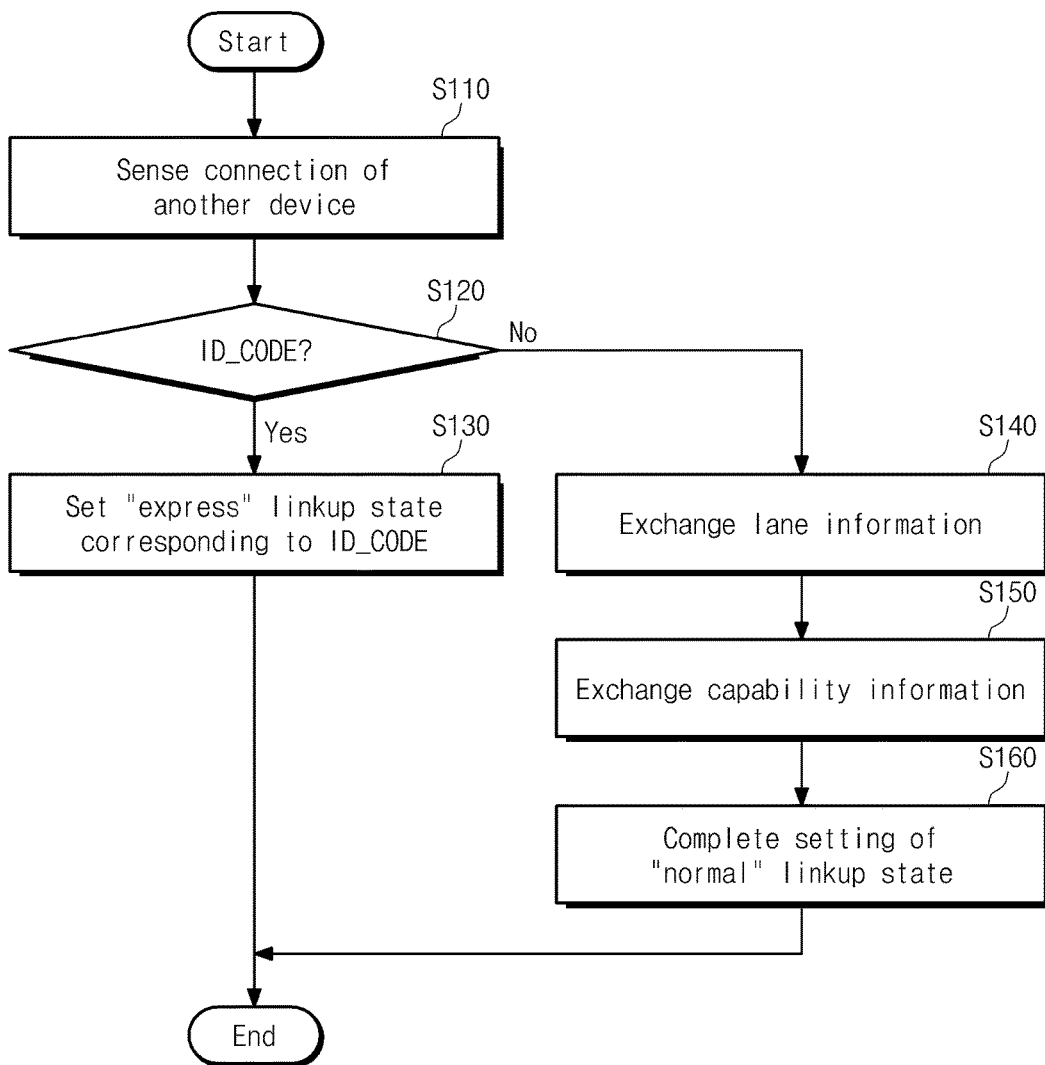 Start
S110
Sense connection of
another device
S120
ID_CODE?
No
Yes
S130
Set "express" linkup state
corresponding to ID_CODE
S140
Exchange lane information
S150
Exchange capability information
S160
Complete setting of
"normal" linkup state
End